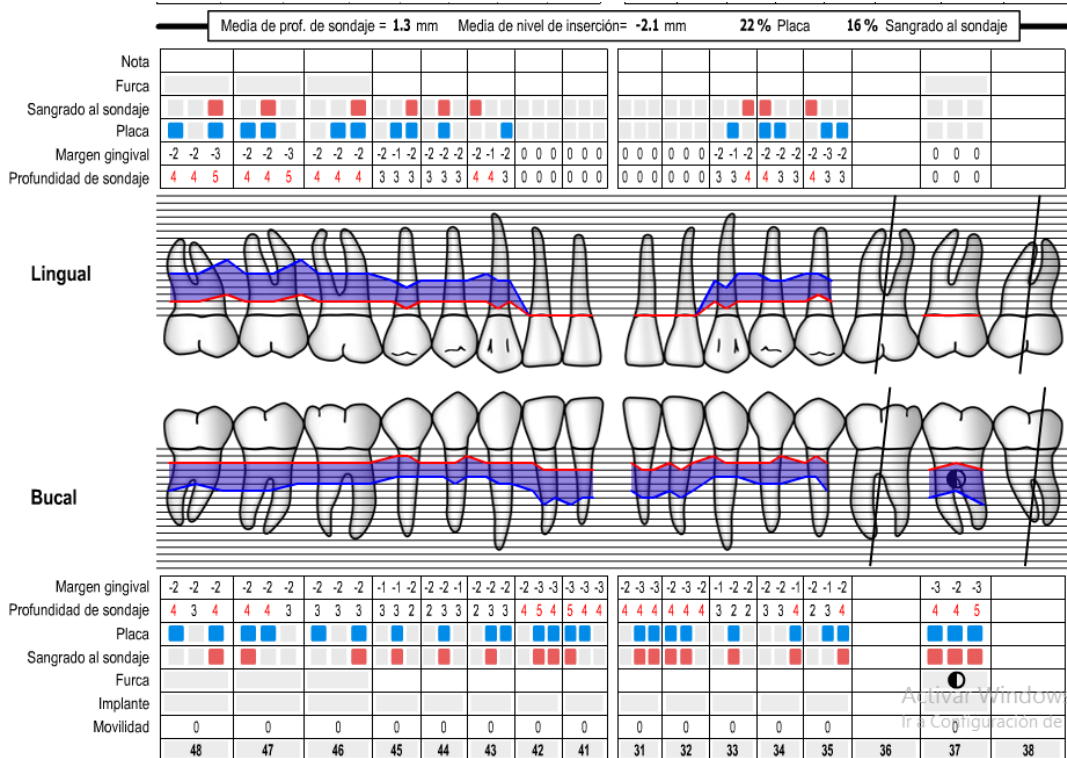 Media de prof. de sondaje = 1.3 mm Media de nivel de inserción= -2.1 mm 22 % Placa 16 % Sangrado al sondaje
Nota
Furca
Sangrado al sondaje
Placa
Margen gingival -2 -2 -3 -2 -2 -3 -2 -2 -2 -2 -1 -2 -2 -2 -2 -2 -1 -2 0 0 0 0 0 0 0 0 0 0 0 0 -2 -1 -2 -2 -2 -2 -2 -3 -2 0 0 0
Profundidad de sondaje 4 4 5 4 4 5 4 4 4 3 3 3 3 3 3 4 4 3 0 0 0 0 0 0 0 0 0 0 0 0 3 3 4 4 3 3 4 3 3 0 0 0
Lingual
Bucal
Margen gingival -2 -2 -2 -2 -2 -2 -2 -2 -2 -1 -1 -2 -2 -2 -1 -2 -2 -2 -2 -3 -3 -3 -3 -3 -2 -3 -3 -2 -3 -2 -1 -2 -2 -2 -2 -1 -2 -1 -2 -3 -2 -3
Profundidad de sondaje 4 3 4 4 4 3 3 3 3 3 3 2 2 3 3 2 3 3 4 5 4 5 4 4 4 4 4 4 4 4 3 2 2 3 3 4 2 3 4 4 4 5
Placa
Sangrado al sondaje
Furca
Implante
Movilidad 0 0 0 0 0 0 0 0 0 0 0 0 0 0
48 47 46 45 44 43 42 41 31 32 33 34 35 36 37 38
Activar Window
Ir a Configuración de